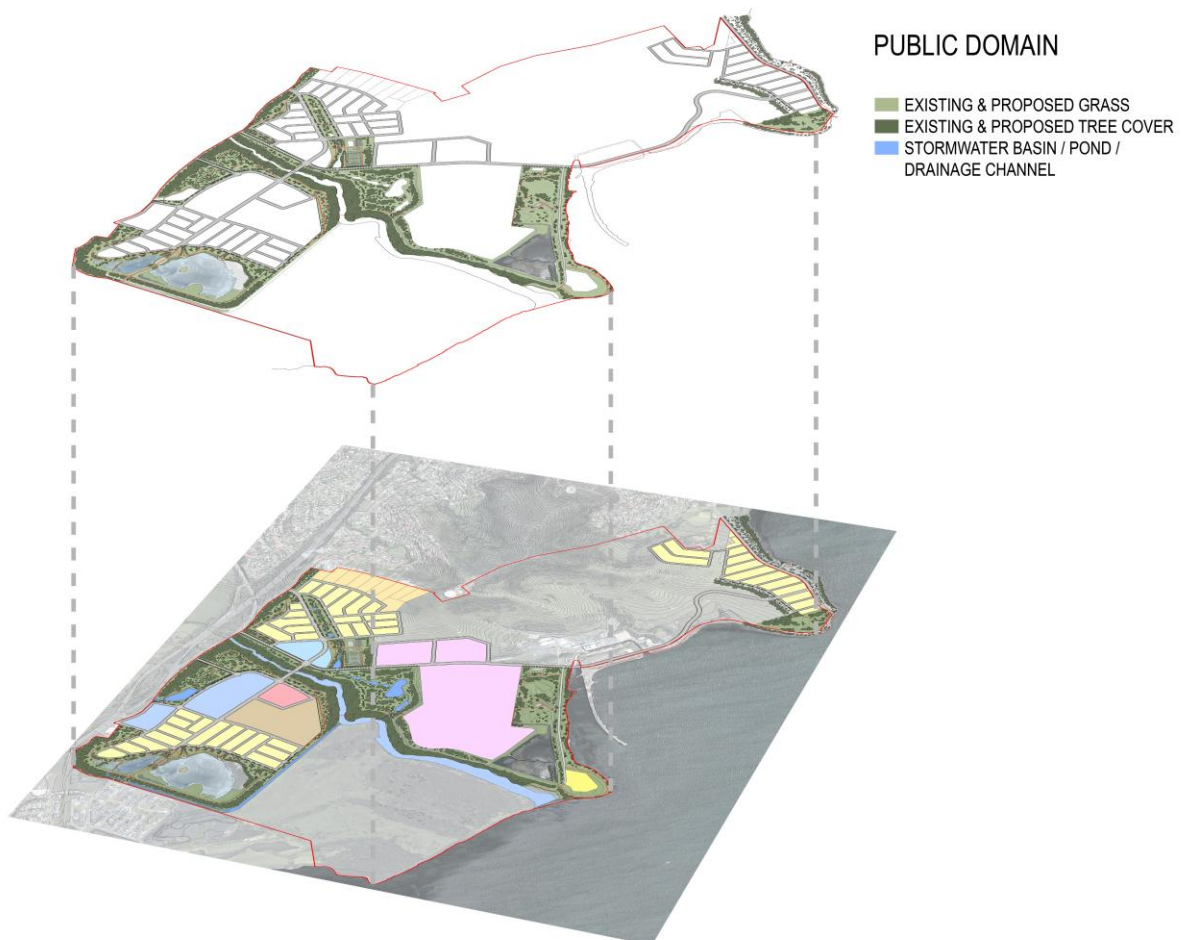 PUBLIC DOMAIN
EXISTING & PROPOSED GRASS
EXISTING & PROPOSED TREE COVER
STORMWATER BASIN / POND /
DRAINAGE CHANNEL